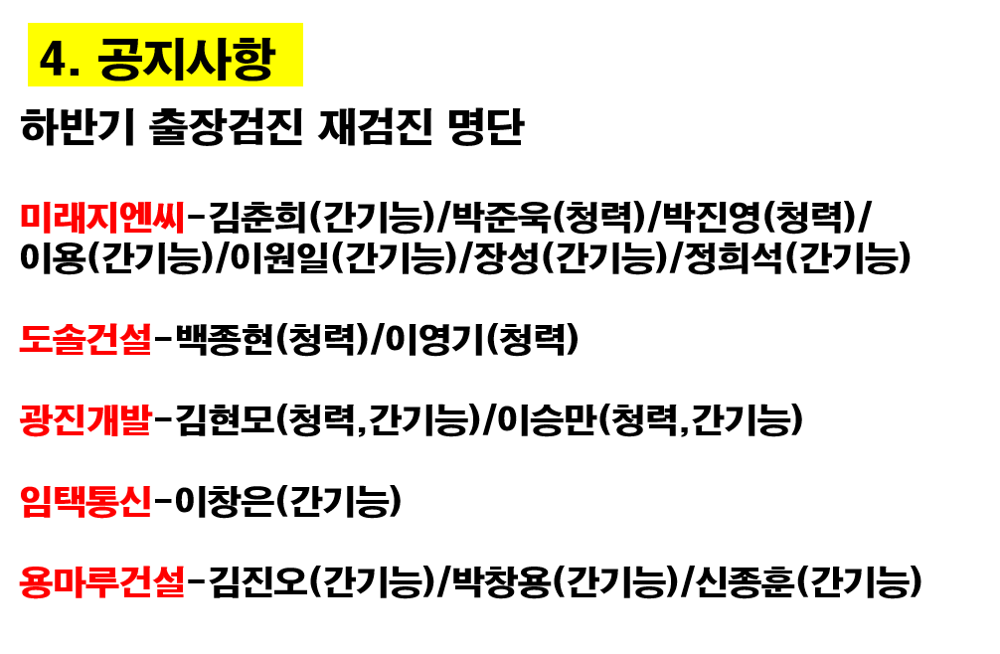 4. 공지사항
하반기 출장검진 재검진 명단
미래지엔씨-김춘희(간기능)/박준욱(청력)/박진영(청력)/
이용(간기능)/이원일(간기능)/장성(간기능)/정희석(간기능)
도솔건설-백종현(청력)/이영기(청력)
광진개발-김현모(청력,간기능)/이승만(청력,간기능)
임택통신-이창은(간기능)
용마루건설-김진오(간기능)/박창용(간기능)/신종훈(간기능)